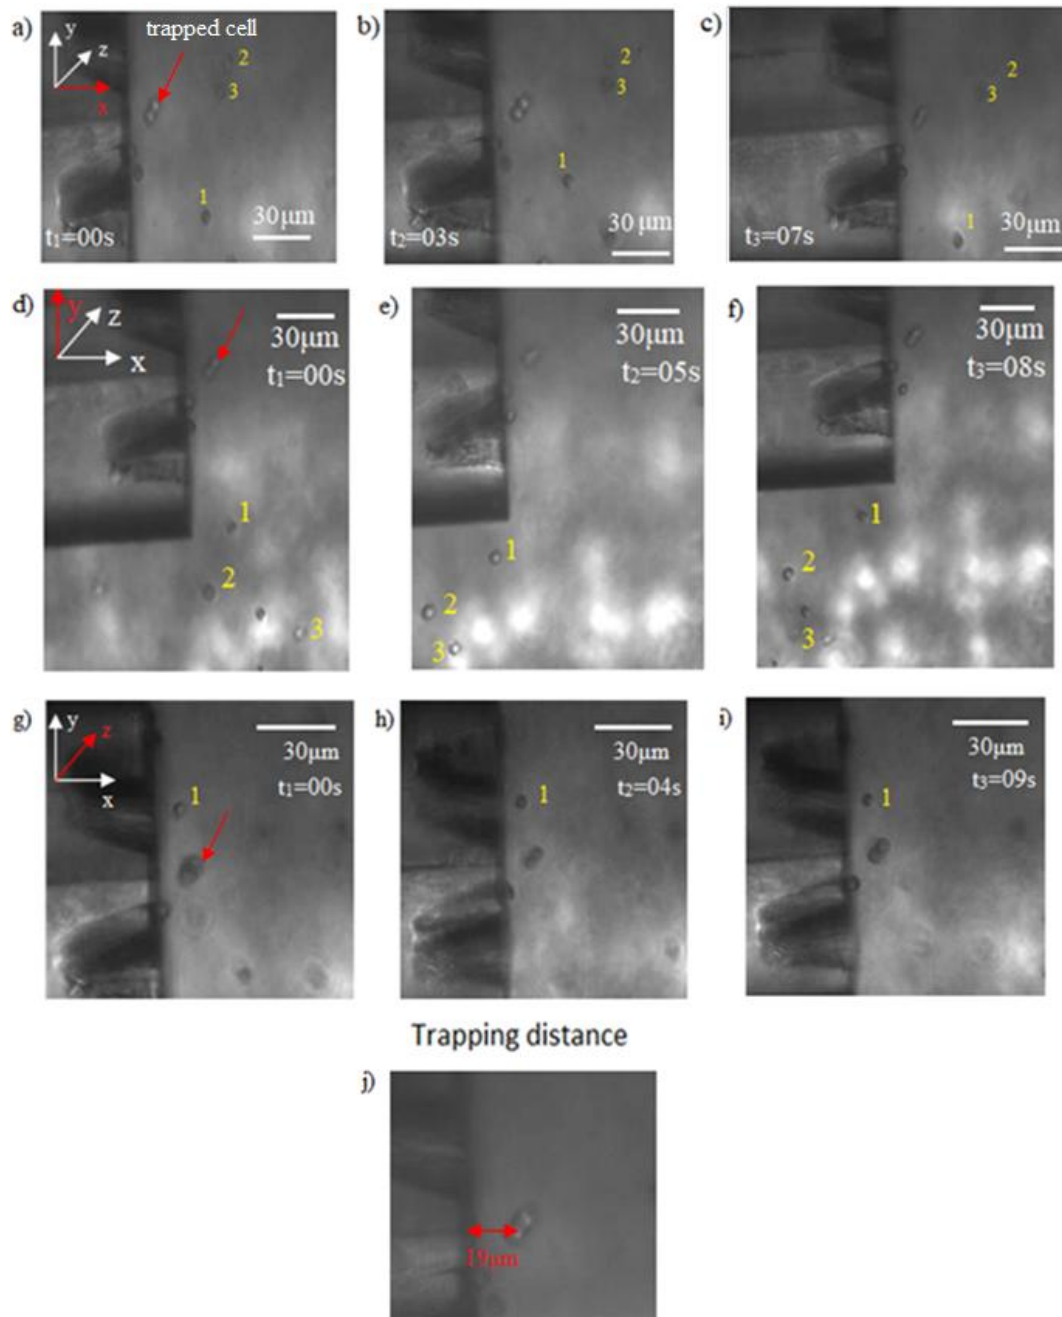 a)
y
z
x
trapped cell
2
3
1
30μm
t₁=00s
b)
2
3
1
30 μm
t₂=03s
c)
2
3
1
30μm
t₃=07s
d)
y
z
x
30μm
t₁=00s
1
2
3
e)
30μm
t₂=05s
1
2
3
f)
30μm
t₃=08s
1
2
3
g)
y
z
x
30μm
t₁=00s
1
h)
30μm
t₂=04s
1
i)
30μm
t₃=09s
1
Trapping distance
j)
19μm